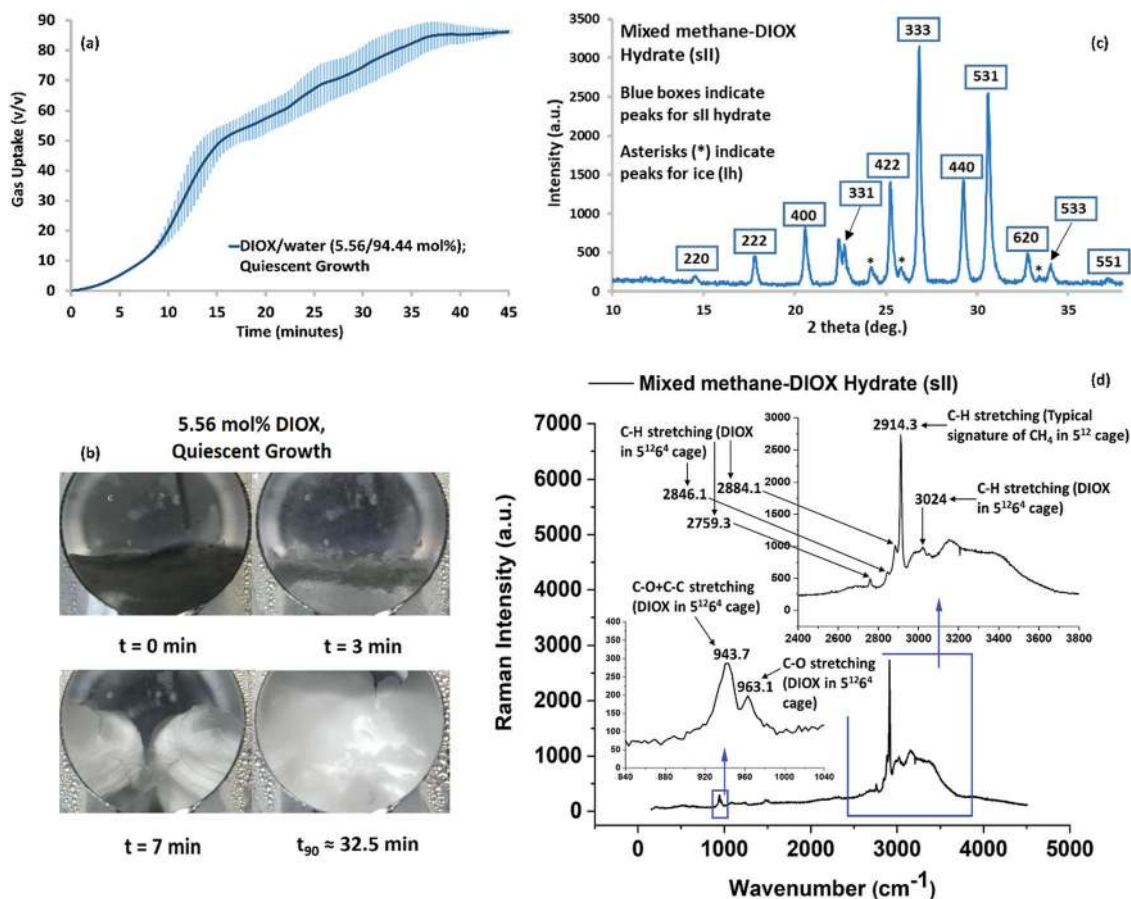 (a)
90
80
70
60
50
40
30
20
10
0
Gas Uptake (v/v)
DIOX/water (5.56/94.44 mol%);
Quiescent Growth
0 5 10 15 20 25 30 35 40 45
Time (minutes)
(c)
3500
3000
2500
2000
1500
1000
500
0
Intensity (a.u.)
Mixed methane-DIOX
Hydrate (sII)
Blue boxes indicate
peaks for sII hydrate
Asterisks (*) indicate
peaks for ice (Ih)
220
222
400
331
*
422
*
333
440
531
620
*
533
551
10 15 20 25 30 35
2 theta (deg.)
(b)
5.56 mol% DIOX,
Quiescent Growth
t = 0 min
t = 3 min
t = 7 min
t₉₀ ≈ 32.5 min
Mixed methane-DIOX Hydrate (sII)
(d)
7000
6000
5000
4000
3000
2000
1000
0
Raman Intensity (a.u.)
0 1000 2000 3000 4000 5000
Wavenumber (cm⁻¹)
C-H stretching (DIOX
in 5¹²6⁴
cage)
2884.1
2846.1
2759.3
3000
2500
2000
1500
1000
500
0
2914.3
C-H stretching (Typical
signature of CH₄ in 5¹²
cage)
3024
C-H stretching (DIOX
in 5¹²6⁴ cage)
2400 2600 2800 3000 3200 3400 3600 3800
C-O+C-C stretching
(DIOX in 5¹²6⁴ cage)
400
350
300
250
200
150
100
50
0
943.7
963.1
C-O stretching
(DIOX in 5¹²6⁴
cage)
840 880 920 960 1000 1040